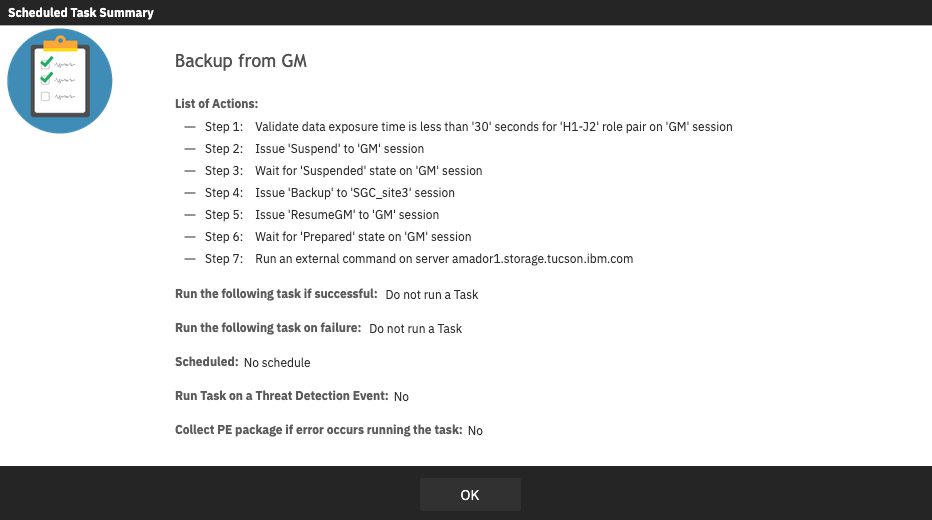 Scheduled Task Summary
Backup from GM
List of Actions:
— Step 1: Validate data exposure time is less than '30' seconds for 'H1-J2' role pair on 'GM' session
— Step 2: Issue 'Suspend' to 'GM' session
— Step 3: Wait for 'Suspended' state on 'GM' session
— Step 4: Issue 'Backup' to 'SGC_site3' session
— Step 5: Issue 'ResumeGM' to 'GM' session
— Step 6: Wait for 'Prepared' state on 'GM' session
— Step 7: Run an external command on server amador1.storage.tucson.ibm.com
Run the following task if successful: Do not run a Task
Run the following task on failure: Do not run a Task
Scheduled: No schedule
Run Task on a Threat Detection Event: No
Collect PE package if error occurs running the task: No
OK